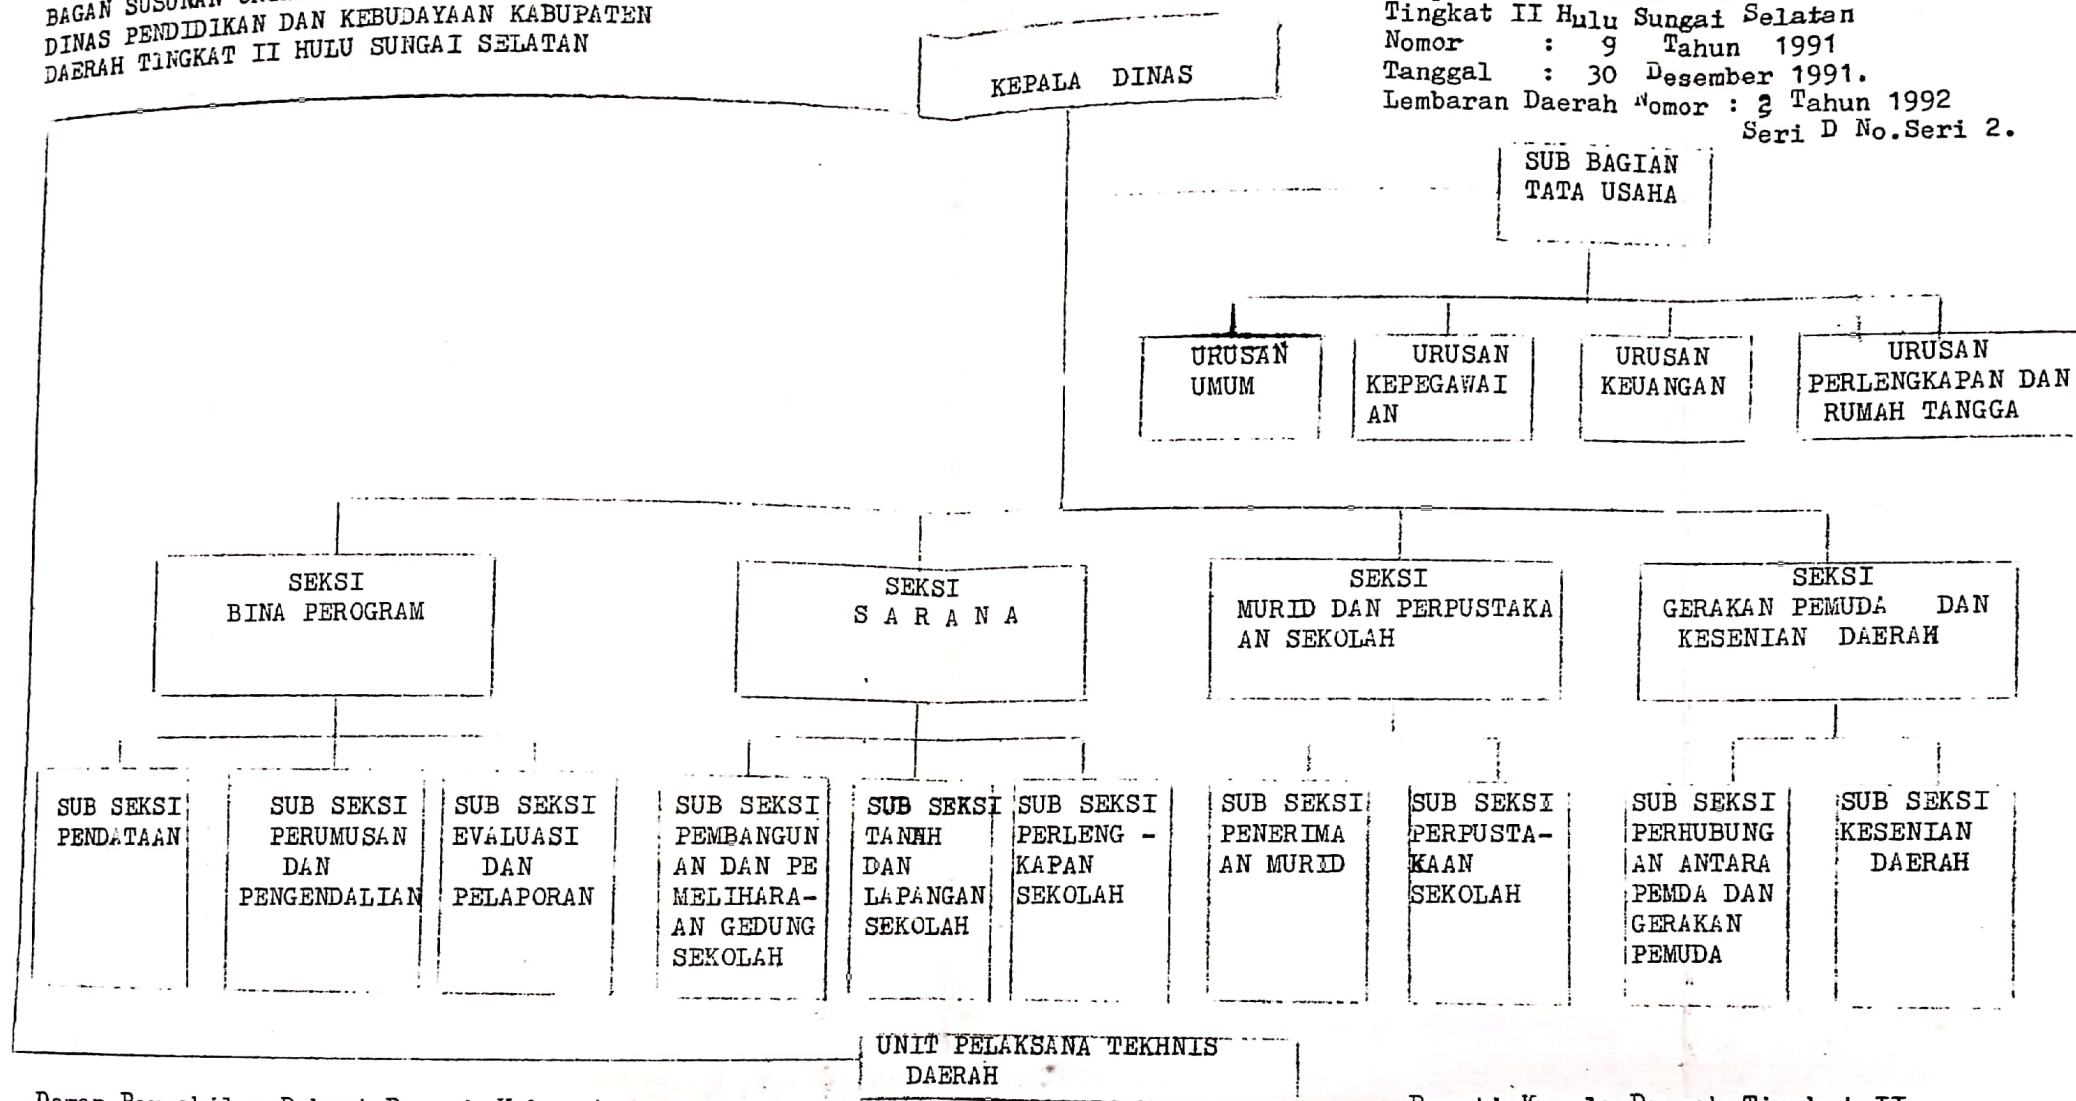 BAGAN SUSUNAN
DINAS PENDIDIKAN DAN KEBUDAYAAN KABUPATEN
DAERAH TINGKAT II HULU SUNGAI SELATAN
Tingkat II Hulu Sungai Selatan
Nomor : 9 Tahun 1991
Tanggal : 30 Desember 1991.
Lembaran Daerah Nomor : Tahun 1992
Seri D No.Seri 2.
KEPALA DINAS
SUB BAGIAN
TATA USAHA
URUSAN
UMUM
URUSAN
KEPEGAWAI
AN
URUSAN
KEUANGAN
URUSAN
PERLENGKAPAN DAN
RUMAH TANGGA
SEKSI
BINA PEROGRAM
SEKSI
S A R A N A
SEKSI
MURID DAN PERPUSTAKA
AN SEKOLAH
SEKSI
GERAKAN PEMUDA DAN
KESENIAN DAERAH
SUB SEKSI
PENDATAAN
SUB SEKSI
PERUMUSAN
DAN
PENGENDALIAN
SUB SEKSI
EVALUASI
DAN
PELAPORAN
SUB SEKSI
PEMBANGUN
AN DAN PE
MELIHARA-
AN GEDUNG
SEKOLAH
SUB SEKSI
TANAH
DAN
LAPANGAN
SEKOLAH
SUB SEKSI
PERLENG -
KAPAN
SEKOLAH
SUB SEKSI
PENERIMA
AN MURID
SUB SEKSI
PERPUSTA-
KAAN
SEKOLAH
SUB SEKSI
PERHUBUNG
AN ANTARA
PEMDA DAN
GERAKAN
PEMUDA
SUB SEKSI
KESENIAN
DAERAH
UNIT PELAKSANA TEKHNIS
DAERAH